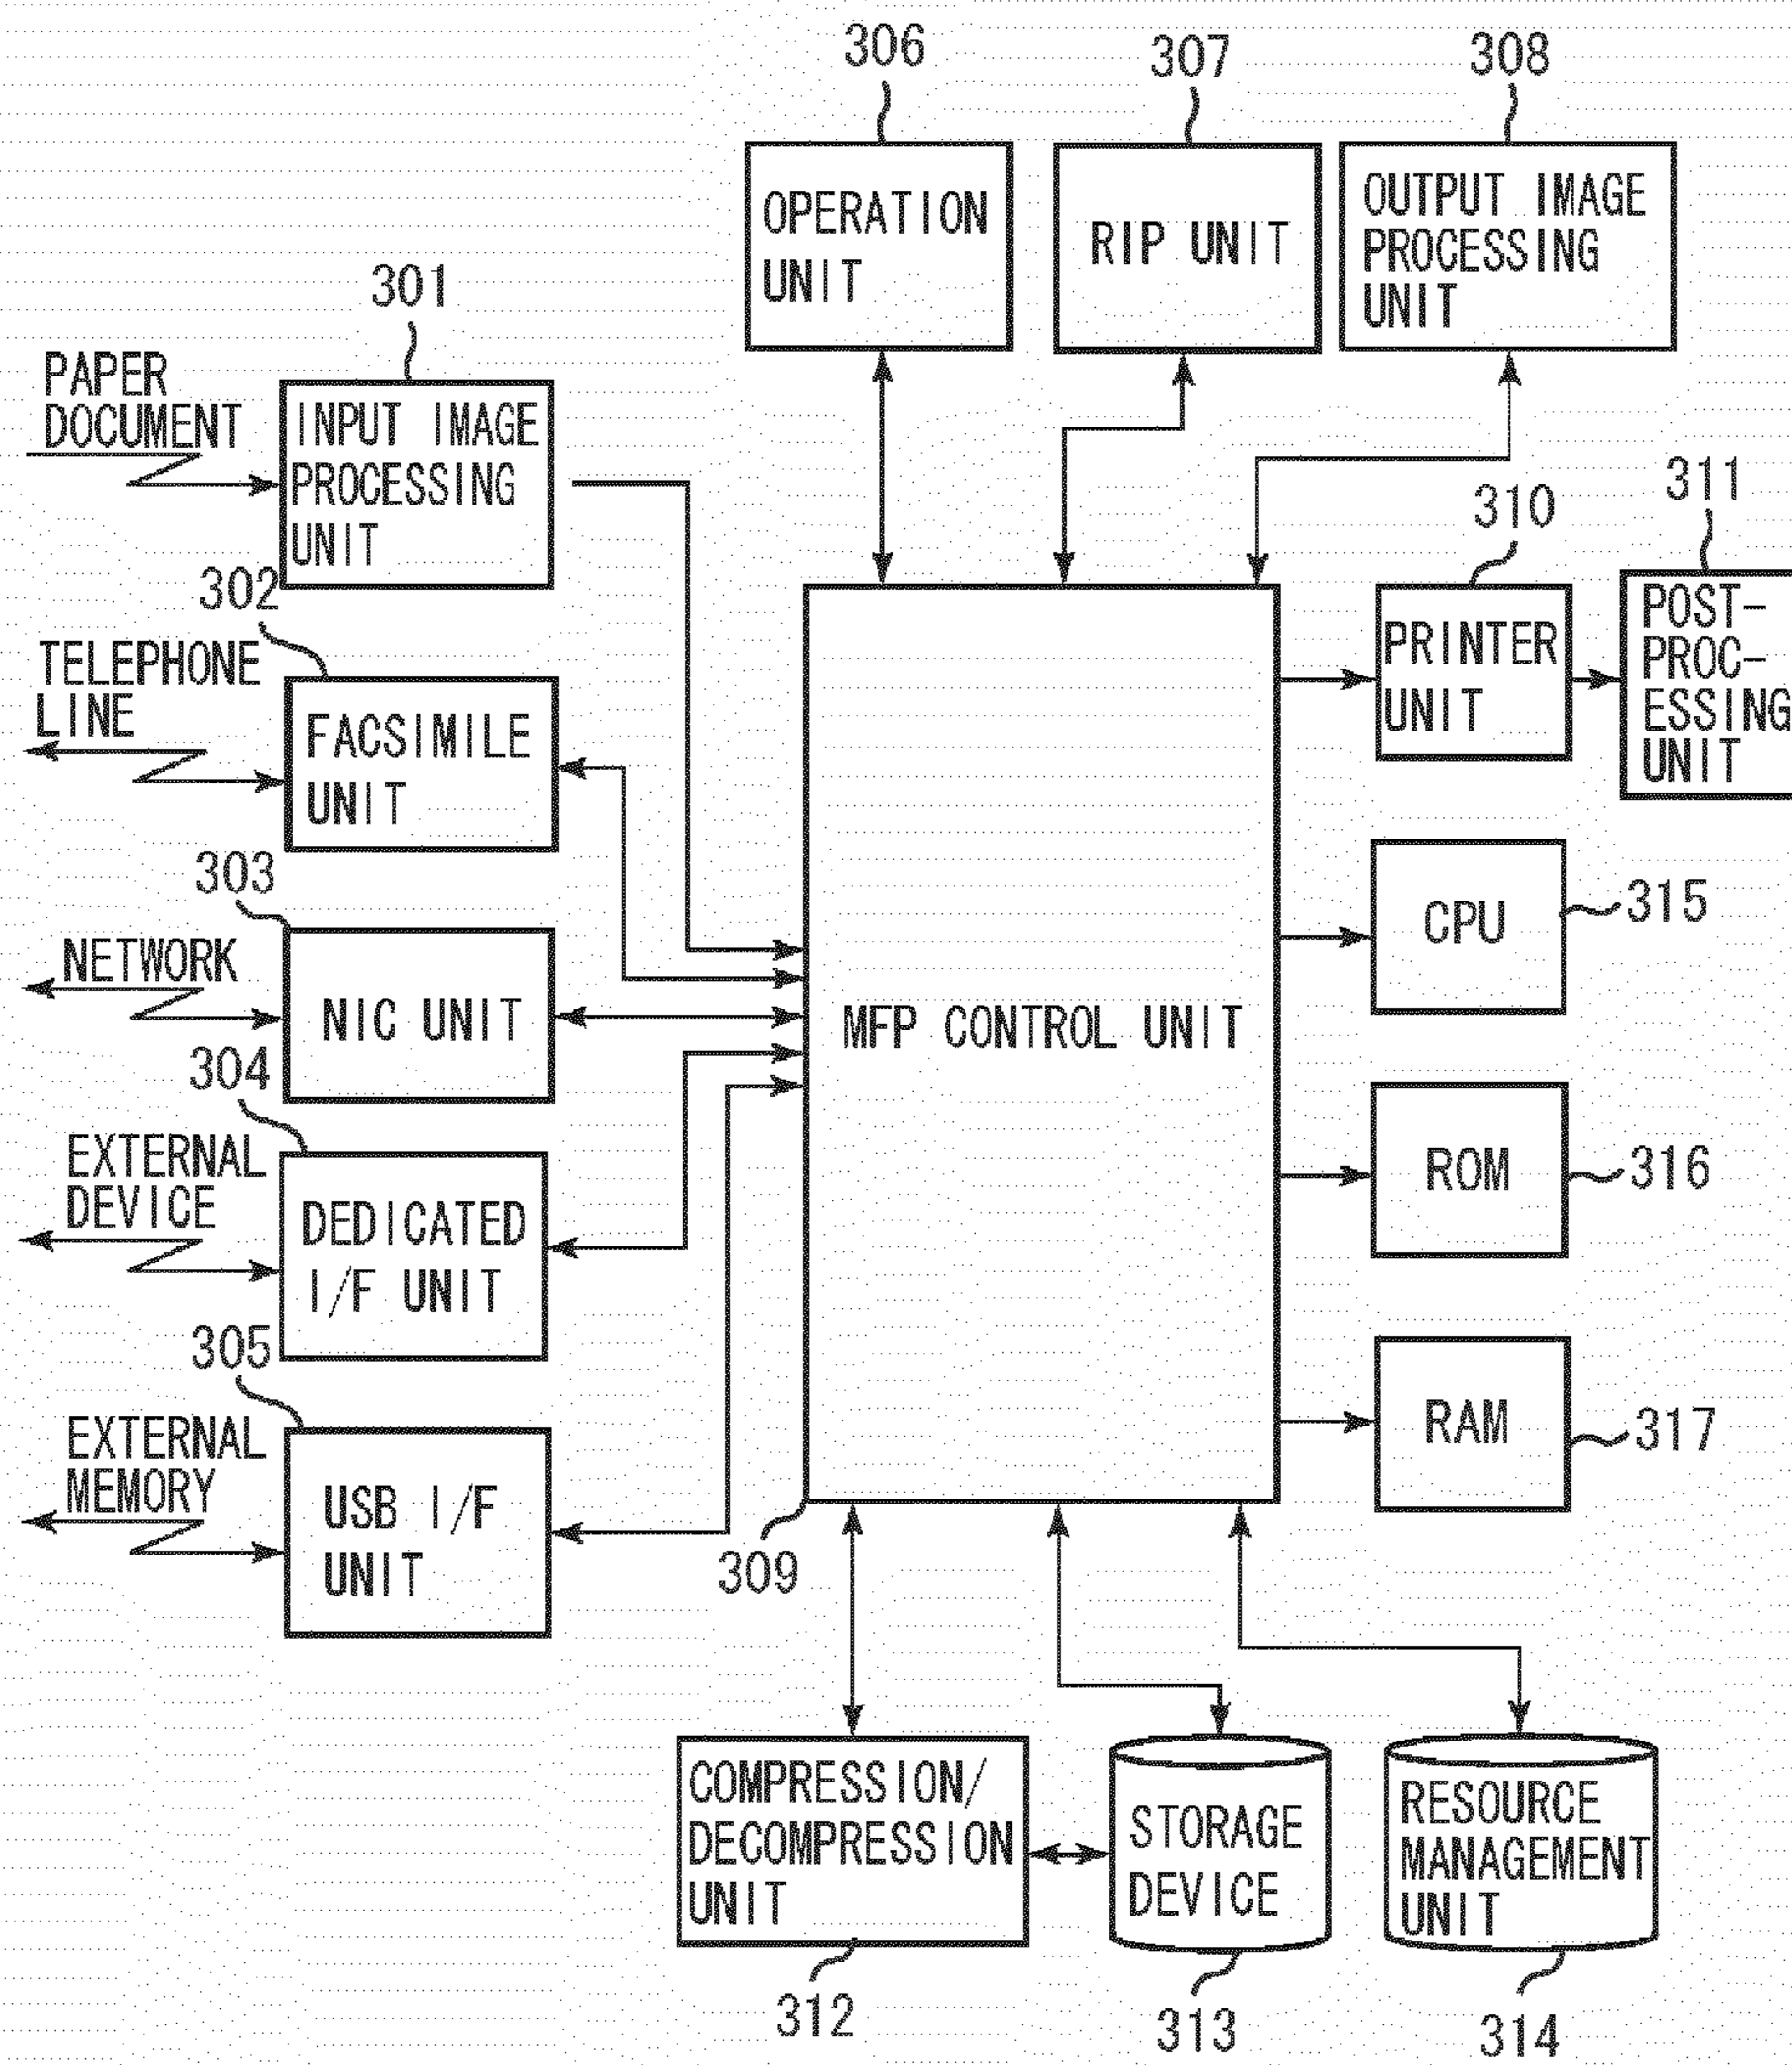 306
307
308
OPERATION
UNIT
RIP UNIT
OUTPUT IMAGE
PROCESSING
UNIT
301
PAPER
DOCUMENT
INPUT IMAGE
PROCESSING
UNIT
302
TELEPHONE
LINE
FACSIMILE
UNIT
303
NETWORK
NIC UNIT
304
EXTERNAL
DEVICE
DEDICATED
I/F UNIT
305
EXTERNAL
MEMORY
USB I/F
UNIT
MFP CONTROL UNIT
309
310
PRINTER
UNIT
311
POST-
PROC-
ESSING
UNIT
CPU
315
ROM
316
RAM
317
COMPRESSION/
DECOMPRESSION
UNIT
312
STORAGE
DEVICE
313
RESOURCE
MANAGEMENT
UNIT
314